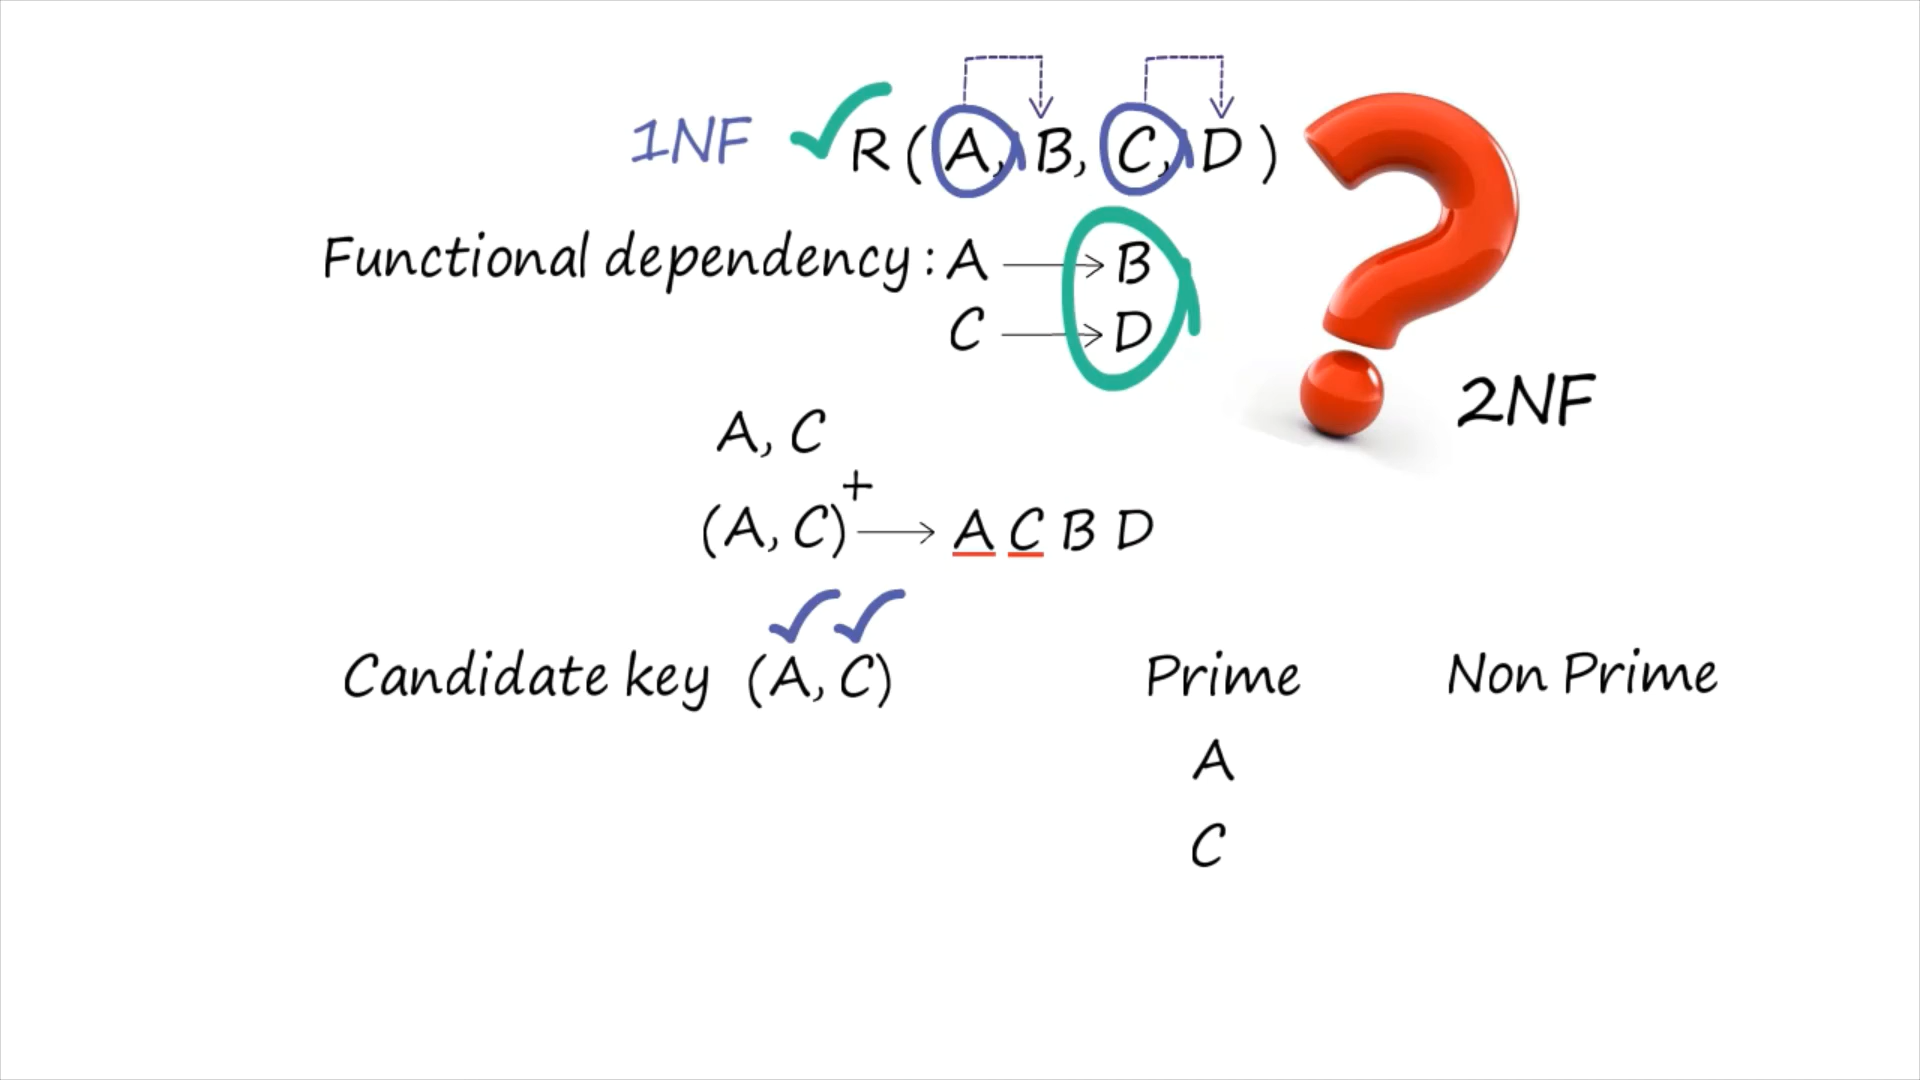 1NF R ( A, B, C, D )
Functional dependency : A → B
C → D
2NF
A, C
(A, C)+ → A C B D
Candidate key (A, C)
Prime Non Prime
A
C